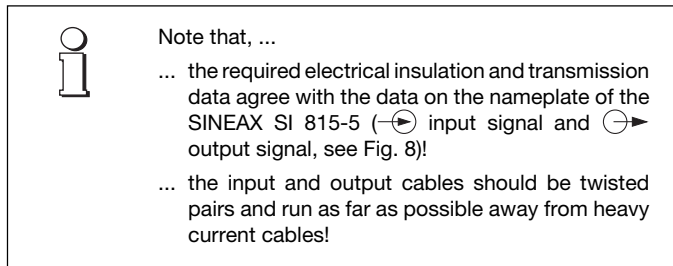 Note that, ...
... the required electrical insulation and transmission
data agree with the data on the nameplate of the
SINEAX SI 815-5 ( input signal and
output signal, see Fig. 8)!
... the input and output cables should be twisted
pairs and run as far as possible away from heavy
current cables!